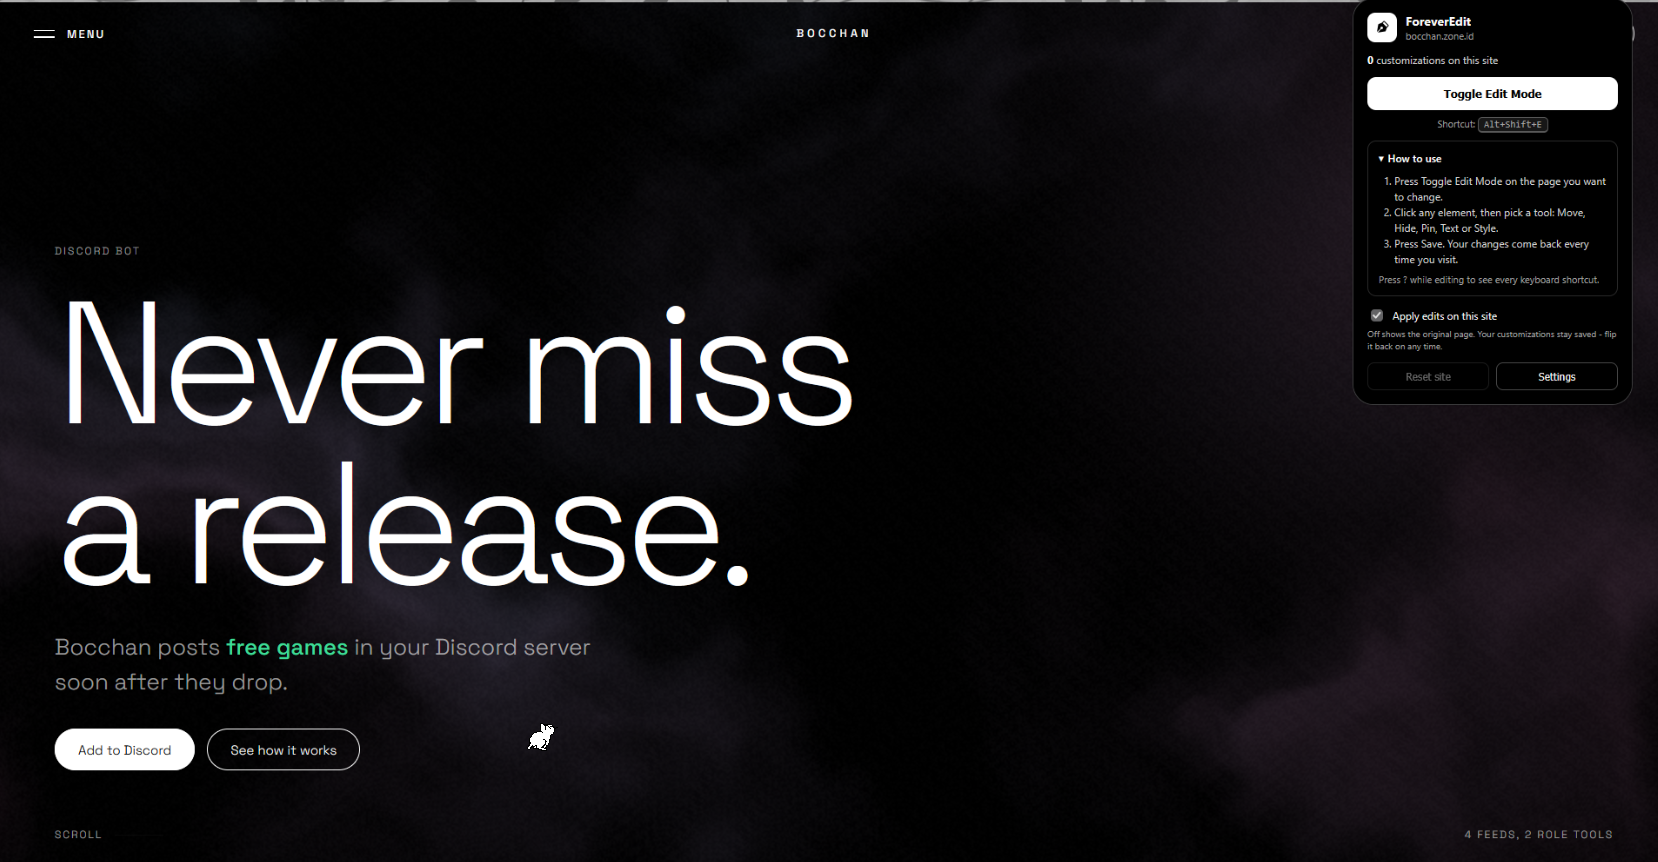 MENU
BOCCHAN
ForeverEdit
bocchan.zone.id
0 customizations on this site
Toggle Edit Mode
Shortcut: Alt+Shift+E
▾ How to use
1. Press Toggle Edit Mode on the page you want
to change.
2. Click any element, then pick a tool: Move,
Hide, Pin, Text or Style.
3. Press Save. Your changes come back every
time you visit.
Press ? while editing to see every keyboard shortcut.
Apply edits on this site
Off shows the original page. Your customizations stay saved - flip
it back on any time.
Reset site
Settings
DISCORD BOT
Never miss
a release.
Bocchan posts free games in your Discord server
soon after they drop.
Add to Discord
See how it works
SCROLL
4 FEEDS, 2 ROLE TOOLS